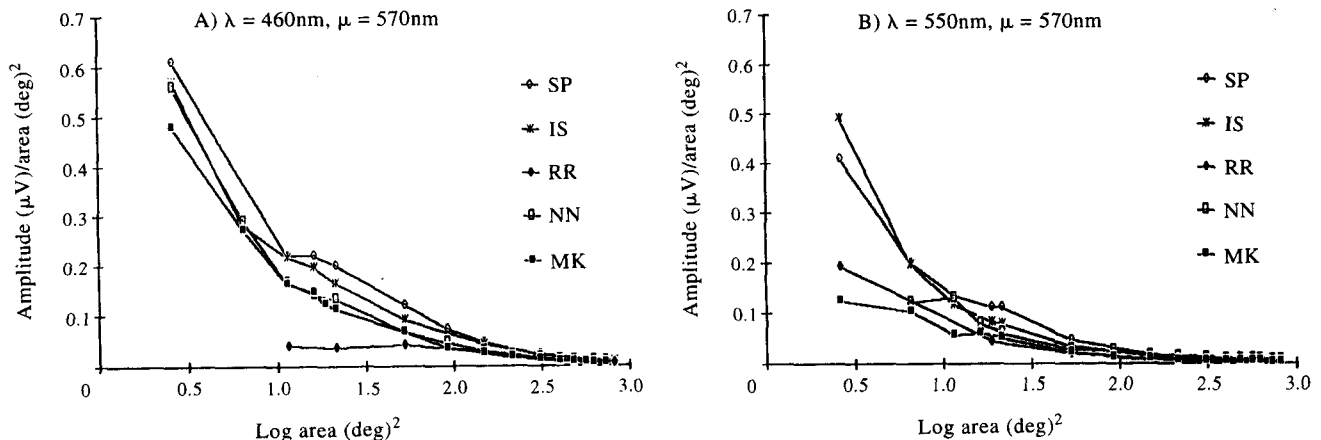 A) λ = 460nm, μ = 570nm
Amplitude (μV)/area (deg)²
0.7
0.6
0.5
0.4
0.3
0.2
0.1
0
0.5
1.0
1.5
2.0
2.5
3.0
Log area (deg)²
SP
IS
RR
NN
MK
B) λ = 550nm, μ = 570nm
Amplitude (μV)/area (deg)²
0.7
0.6
0.5
0.4
0.3
0.2
0.1
0
0.5
1.0
1.5
2.0
2.5
3.0
Log area (deg)²
SP
IS
RR
NN
MK